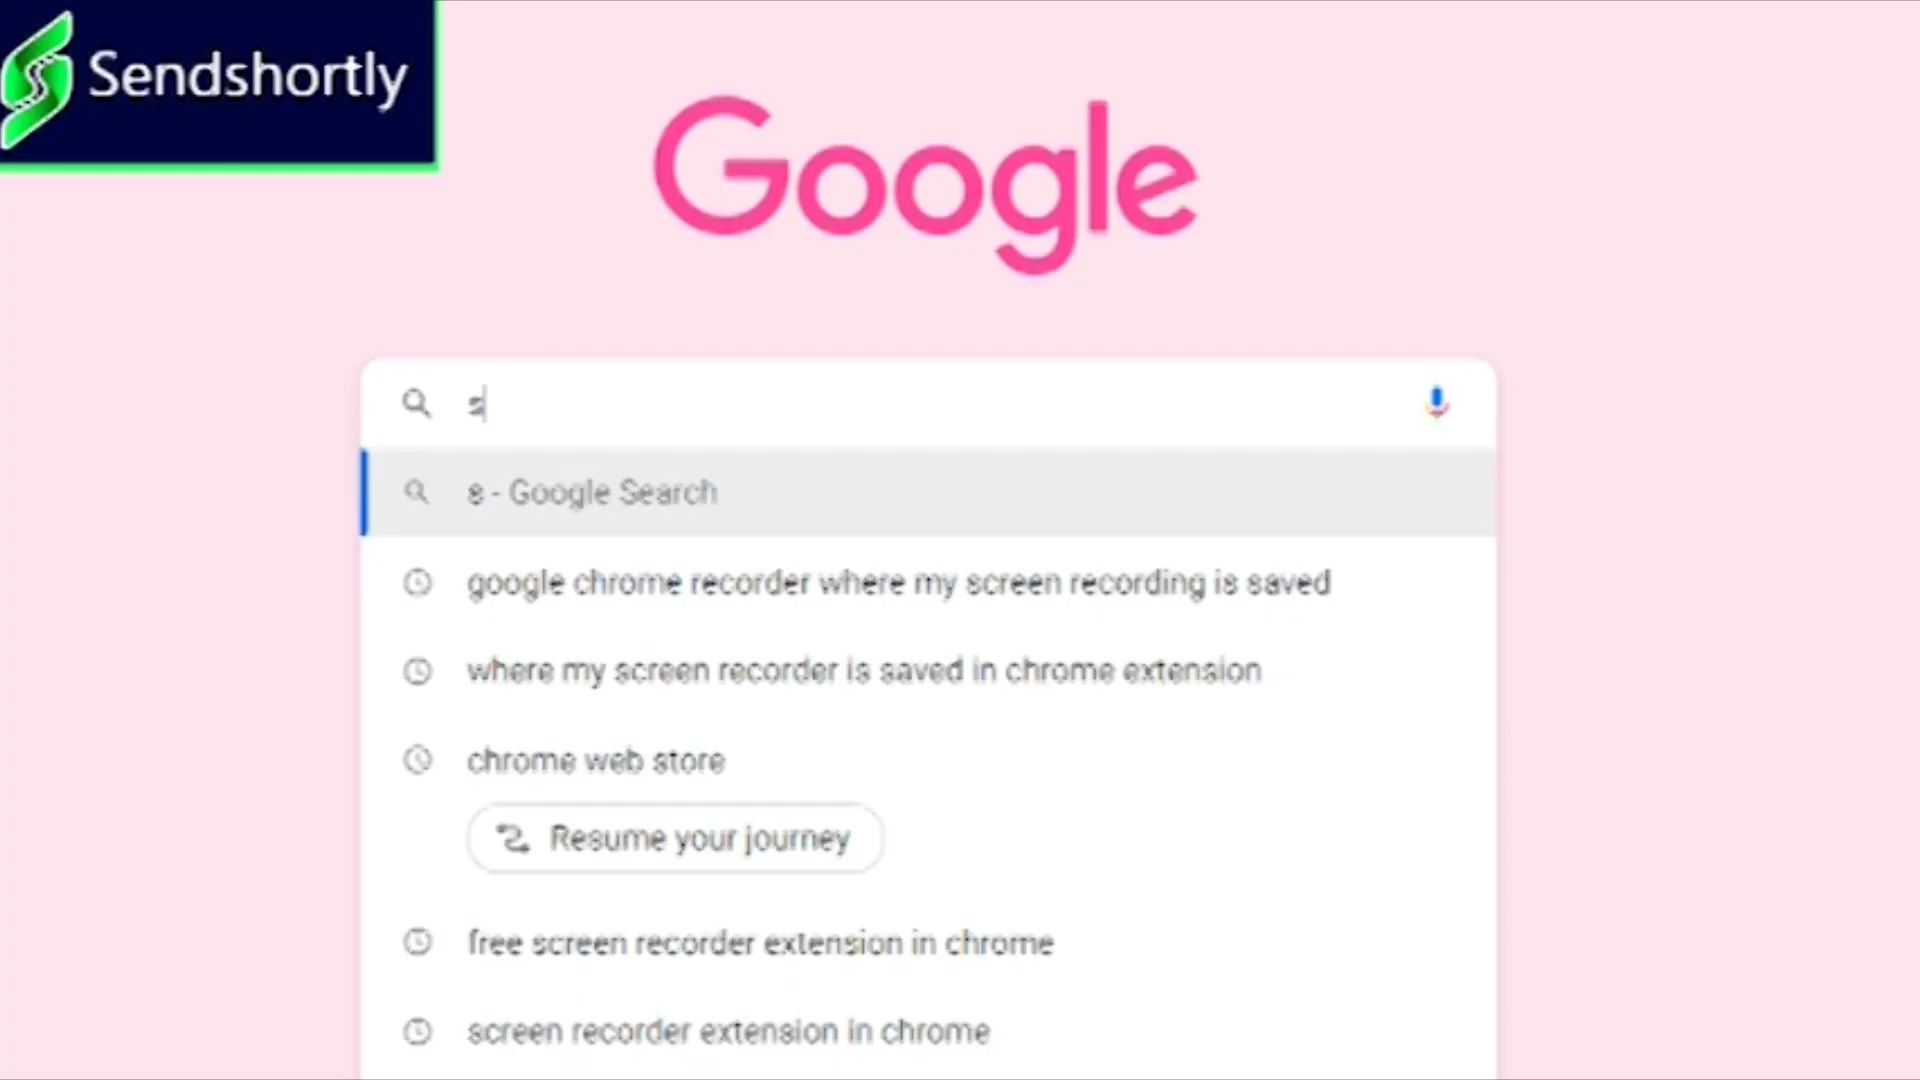 Sendshortly
Google
s
s - Google Search
google chrome recorder where my screen recording is saved
where my screen recorder is saved in chrome extension
chrome web store
Resume your journey
free screen recorder extension in chrome
screen recorder extension in chrome